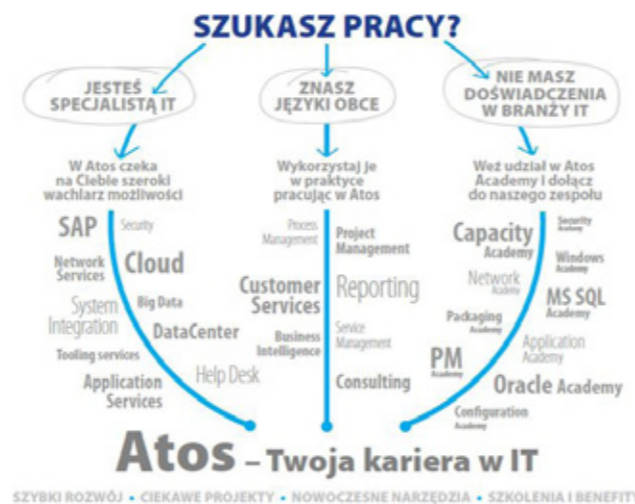 SZUKASZ PRACY?
JESTEŚ
SPECJALISTĄ IT
ZNASZ
JĘZYKI OBCE
NIE MASZ
DOŚWIADCZENIA
W BRANŻY IT
W Atos czeka
na Ciebie szeroki
wachlarz możliwości
Wykorzystaj je
w praktyce
pracując w Atos
Weź udział w Atos
Academy i dołącz
do naszego zespołu
SAP
Security
Network
Services
Cloud
System
Integration
Big Data
DataCenter
Tooling services
Help Desk
Application
Services
Process
Management
Project
Management
Customer
Services
Reporting
Business
Intelligence
Service
Management
Consulting
Capacity
Academy
Security
Academy
Windows
Academy
Network
Academy
MS SQL
Academy
Packaging
Academy
Application
Academy
PM
Academy
Oracle Academy
Configuration
Academy
Atos – Twoja kariera w IT
SZYBKI ROZWÓJ • CIEKAWE PROJEKTY • NOWOCZESNE NARZĘDZIA • SZKOLENIA I BENEFITY